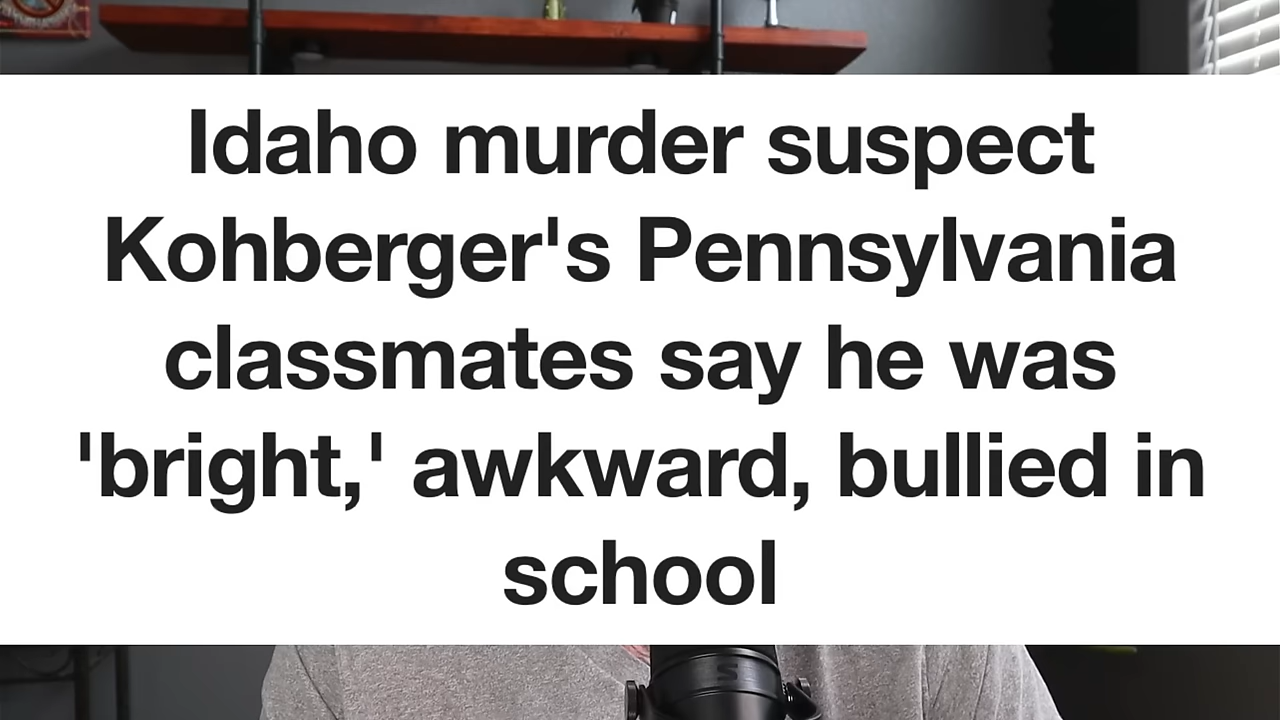 Idaho murder suspect
Kohberger's Pennsylvania
classmates say he was
'bright,' awkward, bullied in
school